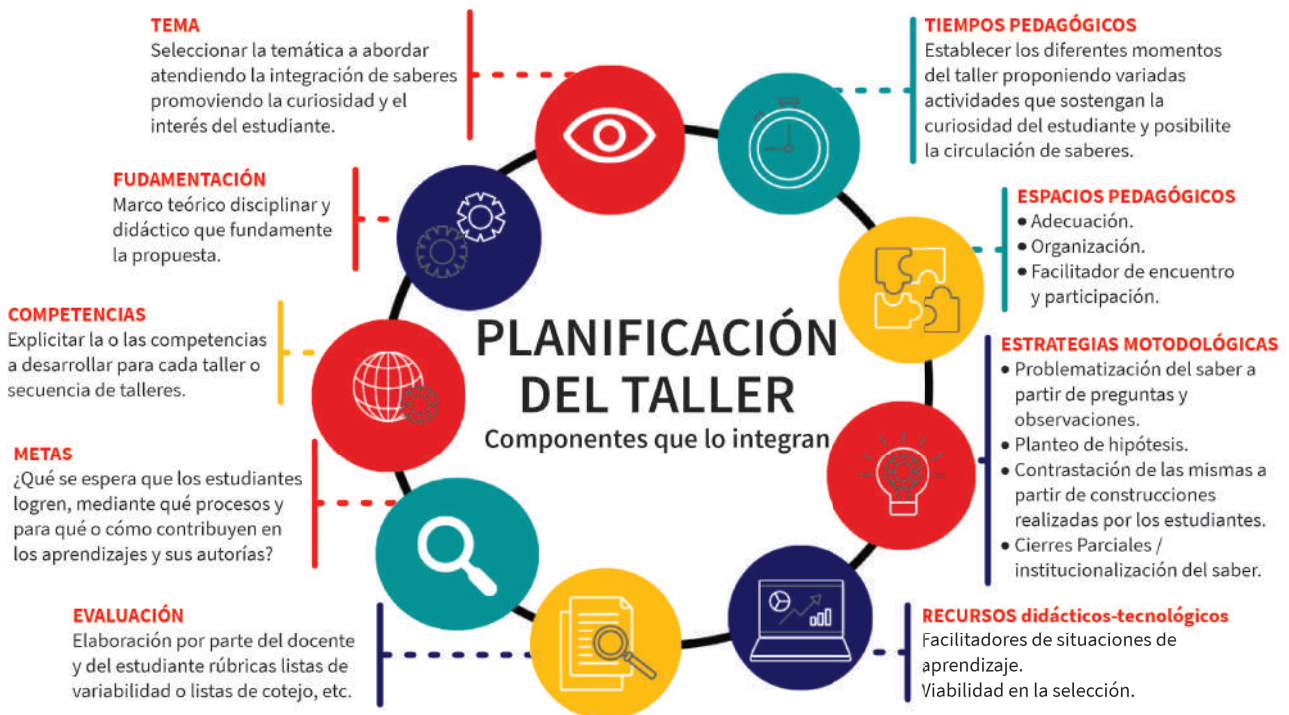 TEMA
Seleccionar la temática a abordar
atendiendo la integración de saberes
promoviendo la curiosidad y el
interés del estudiante.
FUDAMENTACIÓN
Marco teórico disciplinar y
didáctico que fundamente
la propuesta.
COMPETENCIAS
Explicitar la o las competencias
a desarrollar para cada taller o
secuencia de talleres.
METAS
¿Qué se espera que los estudiantes
logren, mediante qué procesos y
para qué o cómo contribuyen en
los aprendizajes y sus autorías?
EVALUACIÓN
Elaboración por parte del docente
y del estudiante rúbricas listas de
variabilidad o listas de cotejo, etc.
PLANIFICACIÓN
DEL TALLER
Componentes que lo integran
TIEMPOS PEDAGÓGICOS
Establecer los diferentes momentos
del taller proponiendo variadas
actividades que sostengan la
curiosidad del estudiante y posibilite
la circulación de saberes.
ESPACIOS PEDAGÓGICOS
• Adecuación.
• Organización.
• Facilitador de encuentro
y participación.
ESTRATEGIAS MOTODOLÓGICAS
• Problematización del saber a
partir de preguntas y
observaciones.
• Planteo de hipótesis.
• Contrastación de las mismas a
partir de construcciones
realizadas por los estudiantes.
• Cierres Parciales /
institucionalización del saber.
RECURSOS didácticos-tecnológicos
Facilitadores de situaciones de
aprendizaje.
Viabilidad en la selección.